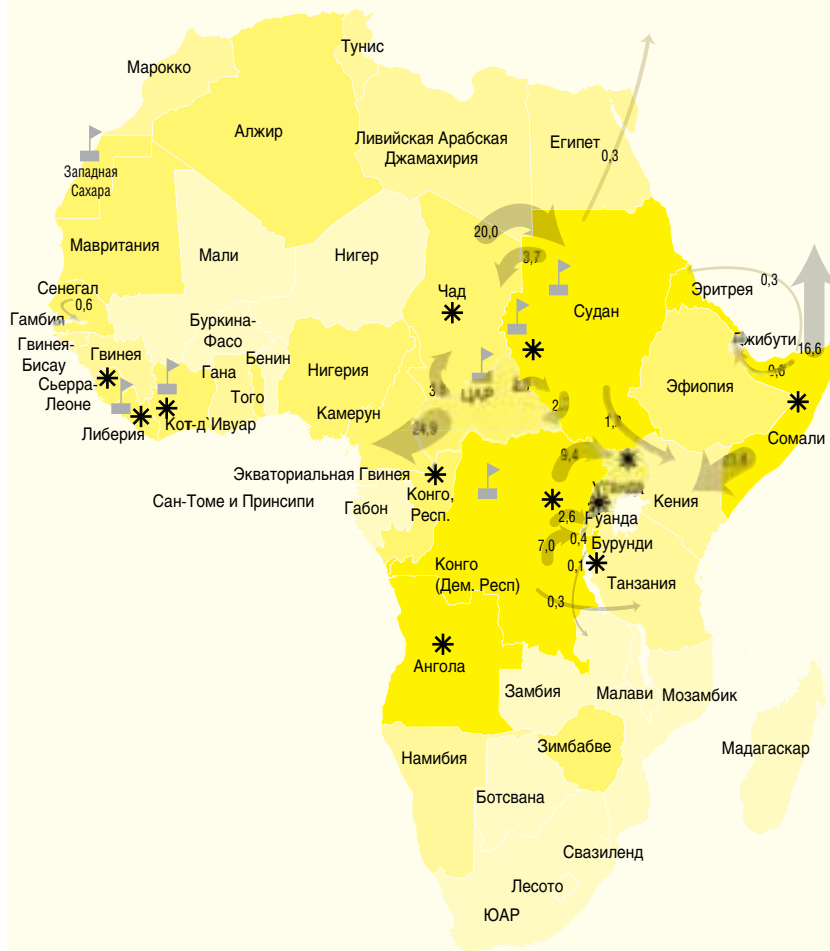 Тунис
Марокко
Алжир
Ливийская Арабская
Джамахирия
Египет
0,3
Западная
Сахара
20,0
Мавритания
Мали
Нигер
3,7
0,3
Сенегал
0,6
Чад
Судан
Эритрея
Гамбия
Буркина-
Фасо
Джибути
16,6
Гвинея-
Бисау
Гвинея
Бенин
Гана
Нигерия
Эфиопия
Сьерра-
Леоне
Того
ЦАР
Либерия
Кот-д`Ивуар
Камерун
24,9
Сомали
9,4
Экваториальная Гвинея
Сан-Томе и Принсипи
Габон
Конго,
Респ.
Кения
2,6
Руанда
7,0
0,4
Бурунди
0,1
Конго
(Дем. Респ)
Танзания
0,3
Ангола
Замбия
Малави
Мозамбик
Зимбабве
Мадагаскар
Намибия
Ботсвана
Свазиленд
Лесото
ЮАР